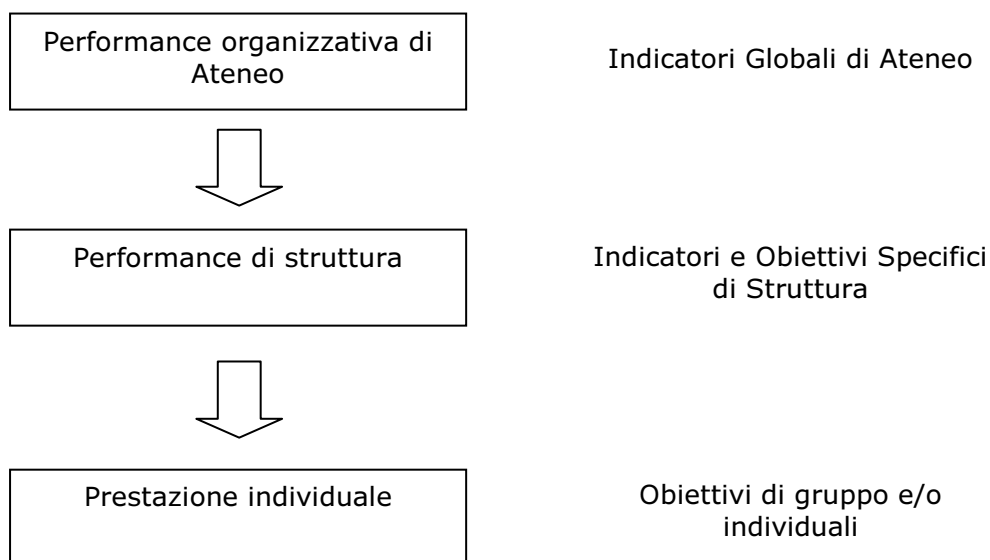 Performance organizzativa di
Ateneo
Indicatori Globali di Ateneo
Performance di struttura
Indicatori e Obiettivi Specifici
di Struttura
Prestazione individuale
Obiettivi di gruppo e/o
individuali